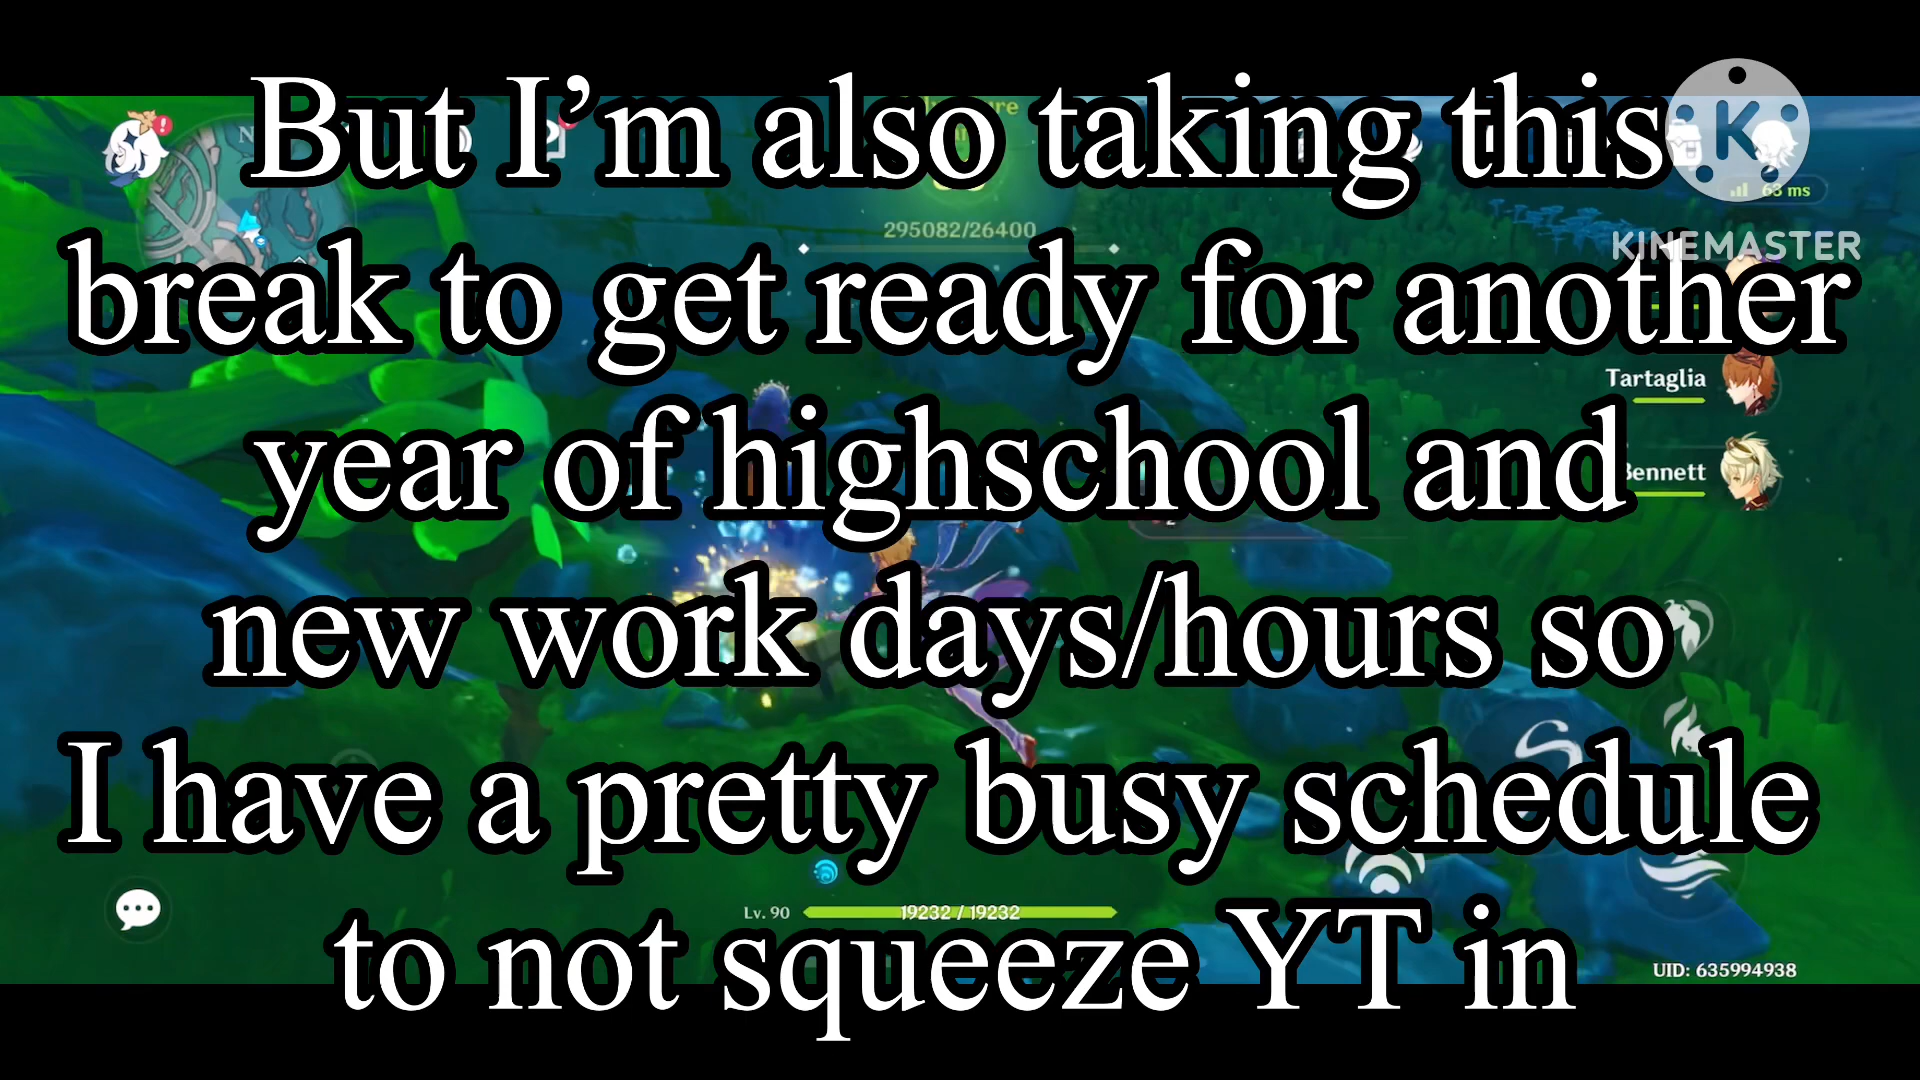 But I’m also taking this
break to get ready for another
year of highschool and
new work days/hours so
I have a pretty busy schedule
to not squeeze YT in
K
KINEMASTER
63 ms
295082/26400
Tartaglia
Bennett
Lv. 90
19232 / 19232
UID: 635994938
N